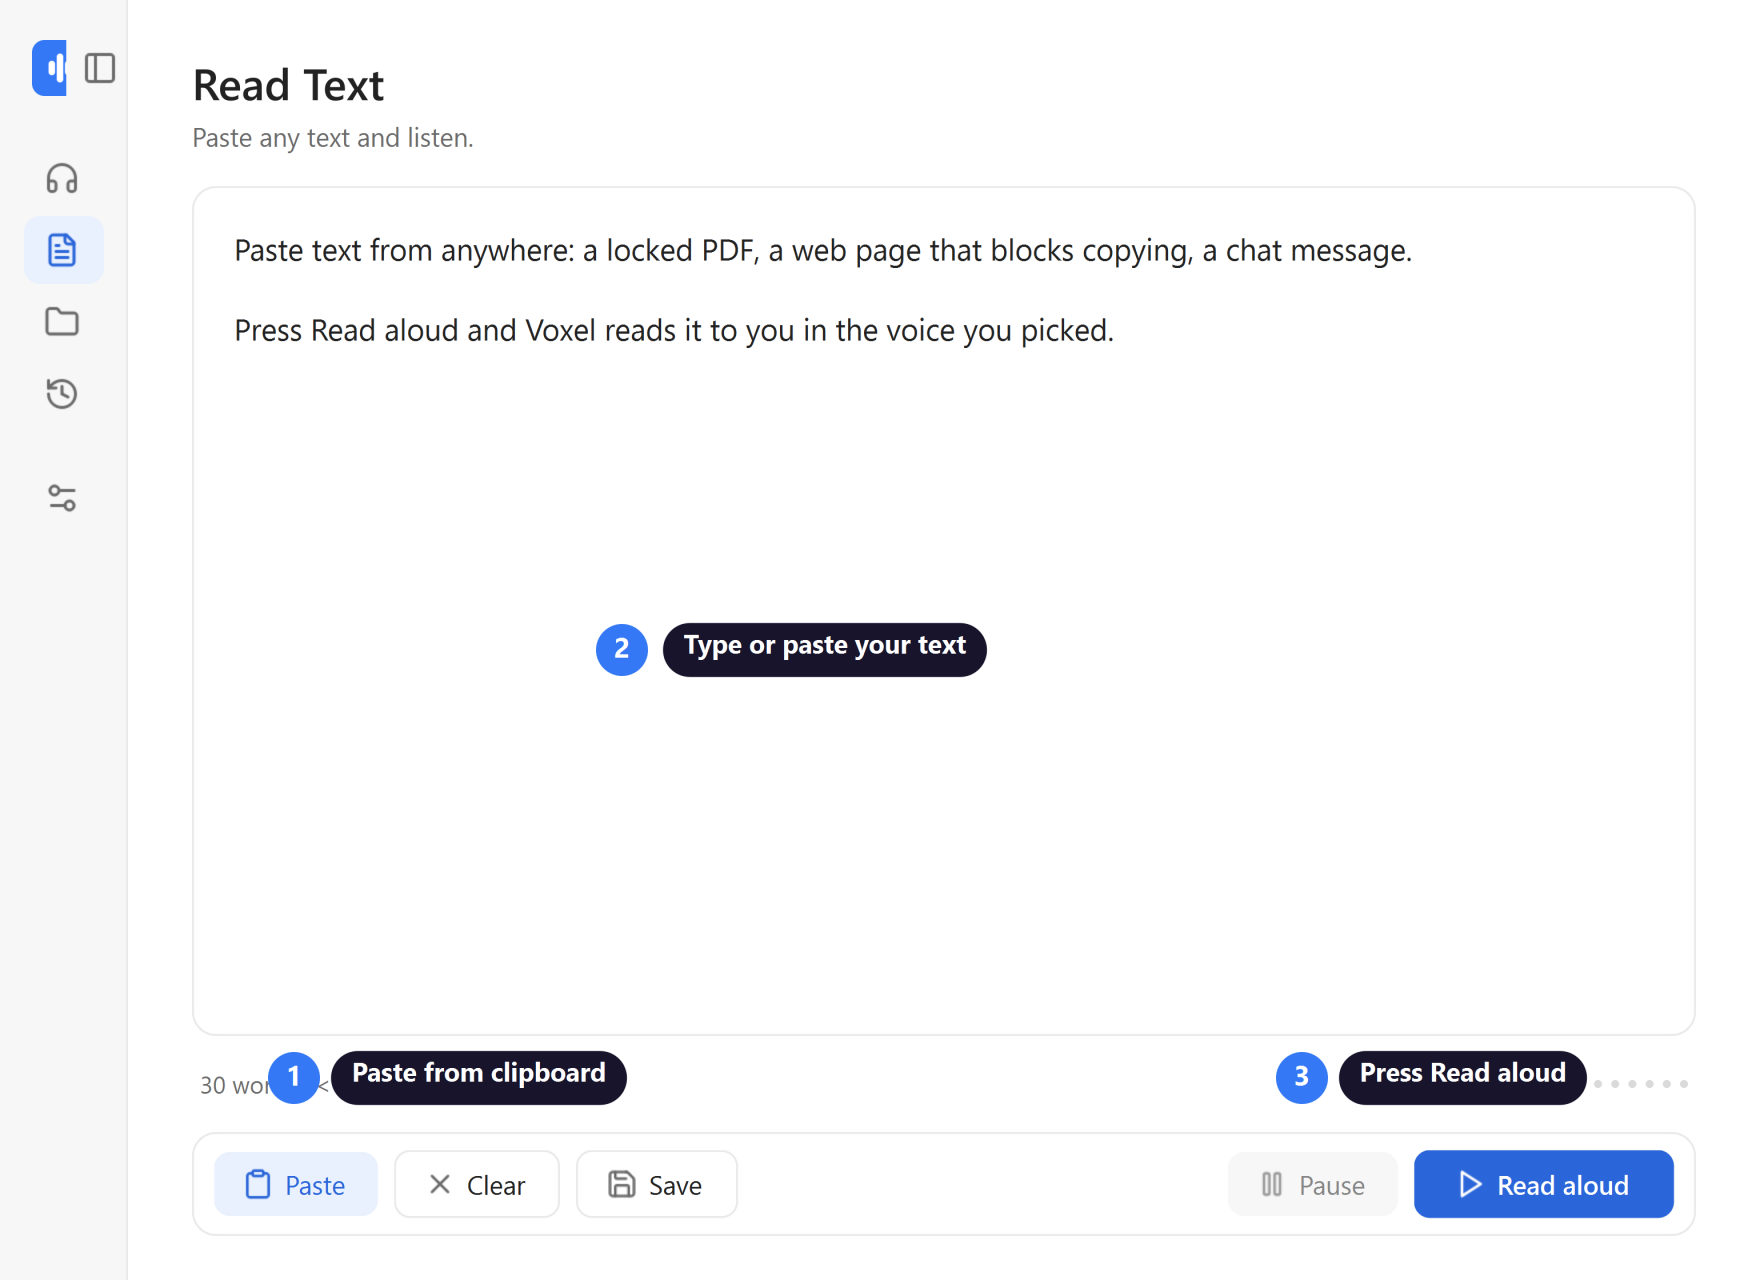 Read Text
Paste any text and listen.
Paste text from anywhere: a locked PDF, a web page that blocks copying, a chat message.
Press Read aloud and Voxel reads it to you in the voice you picked.
2 Type or paste your text
30 1 < Paste from clipboard
3 Press Read aloud
Paste Clear Save Pause Read aloud